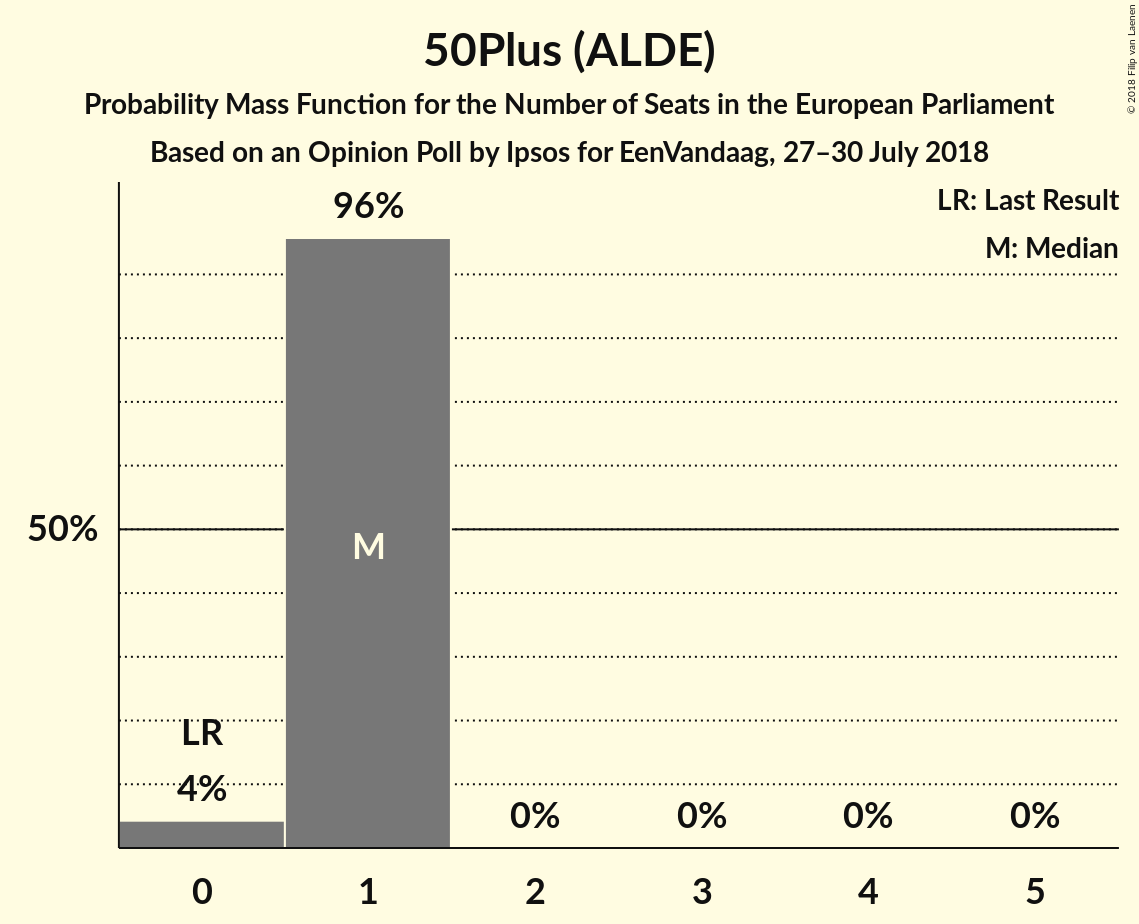 50Plus (ALDE)
Probability Mass Function for the Number of Seats in the European Parliament
Based on an Opinion Poll by Ipsos for EenVandaag, 27–30 July 2018
© 2018 Filip van Laenen
LR: Last Result
M: Median
96%
50%
M
LR
4%
0% 0% 0% 0%
0 1 2 3 4 5